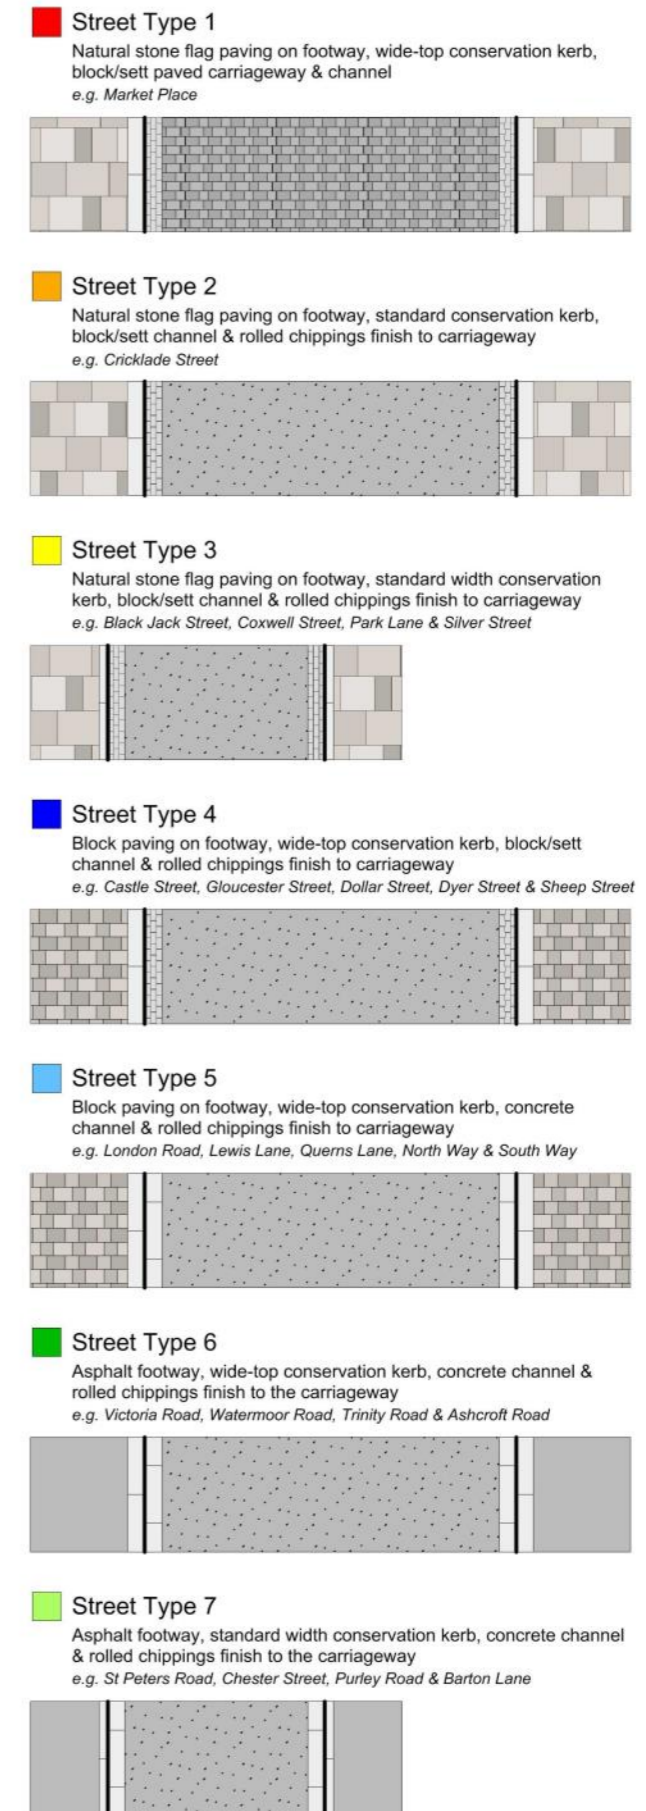 Street Type 1
Natural stone flag paving on footway, wide-top conservation kerb,
block/sett paved carriageway & channel
e.g. Market Place
Street Type 2
Natural stone flag paving on footway, standard conservation kerb,
block/sett channel & rolled chippings finish to carriageway
e.g. Cricklade Street
Street Type 3
Natural stone flag paving on footway, standard width conservation
kerb, block/sett channel & rolled chippings finish to carriageway
e.g. Black Jack Street, Coxwell Street, Park Lane & Silver Street
Street Type 4
Block paving on footway, wide-top conservation kerb, block/sett
channel & rolled chippings finish to carriageway
e.g. Castle Street, Gloucester Street, Dollar Street, Dyer Street & Sheep Street
Street Type 5
Block paving on footway, wide-top conservation kerb, concrete
channel & rolled chippings finish to carriageway
e.g. London Road, Lewis Lane, Querns Lane, North Way & South Way
Street Type 6
Asphalt footway, wide-top conservation kerb, concrete channel &
rolled chippings finish to the carriageway
e.g. Victoria Road, Watermoor Road, Trinity Road & Ashcroft Road
Street Type 7
Asphalt footway, standard width conservation kerb, concrete channel
& rolled chippings finish to the carriageway
e.g. St Peters Road, Chester Street, Purley Road & Barton Lane